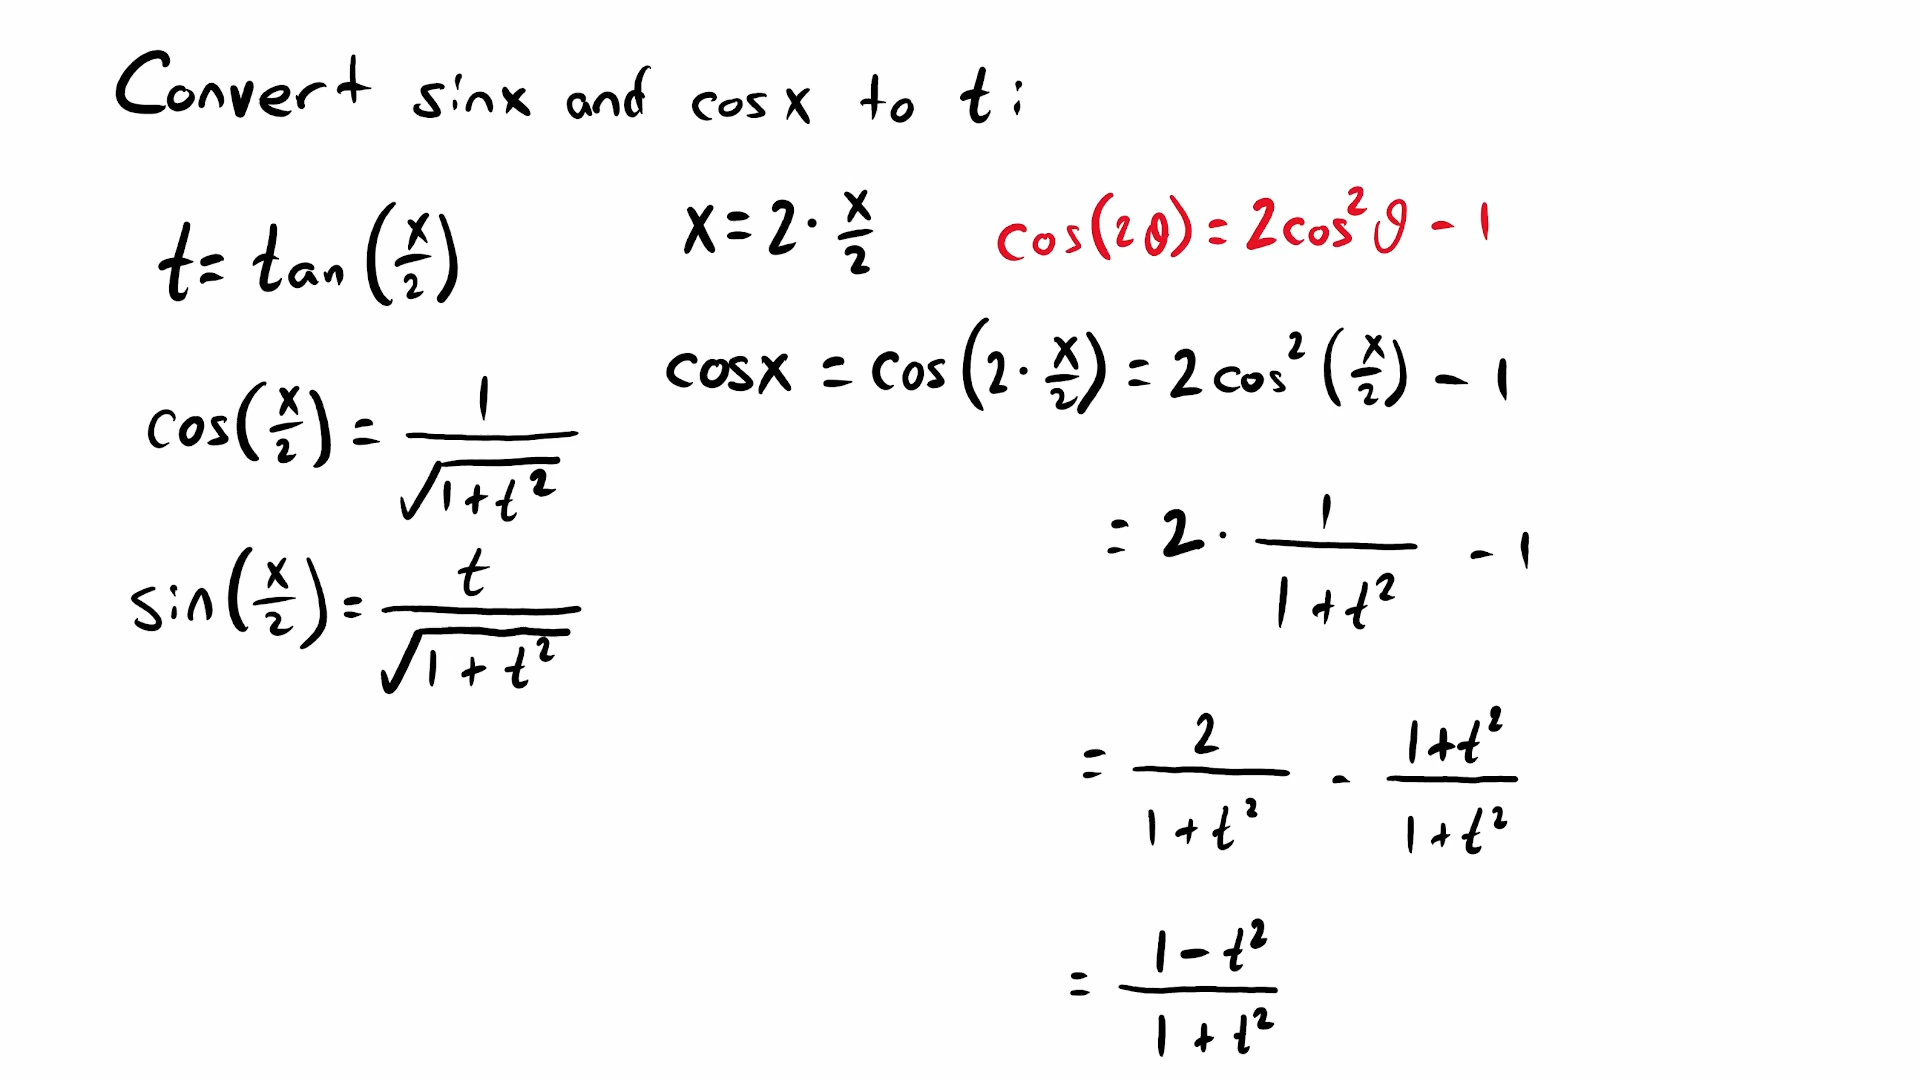 Convert sinx and cosx to t:
t = tan(x/2)
x = 2 · x/2
cos(2θ) = 2cos²θ - 1
cosx = cos(2 · x/2) = 2cos²(x/2) - 1
cos(x/2) = 1/√(1+t²)
= 2 · 1/(1+t²) - 1
sin(x/2) = t/√(1+t²)
= 2/(1+t²) - (1+t²)/(1+t²)
= (1-t²)/(1+t²)